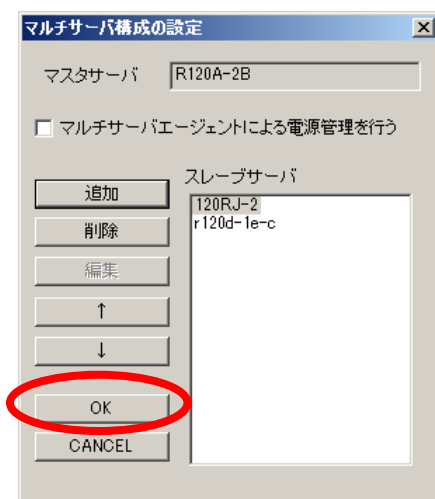 マルチサーバ構成の設定
マスタサーバ R120A-2B
マルチサーバエージェントによる電源管理を行う
スレーブサーバ
追加
120RJ-2
削除
r120d-1e-c
編集
↑
↓
OK
CANCEL